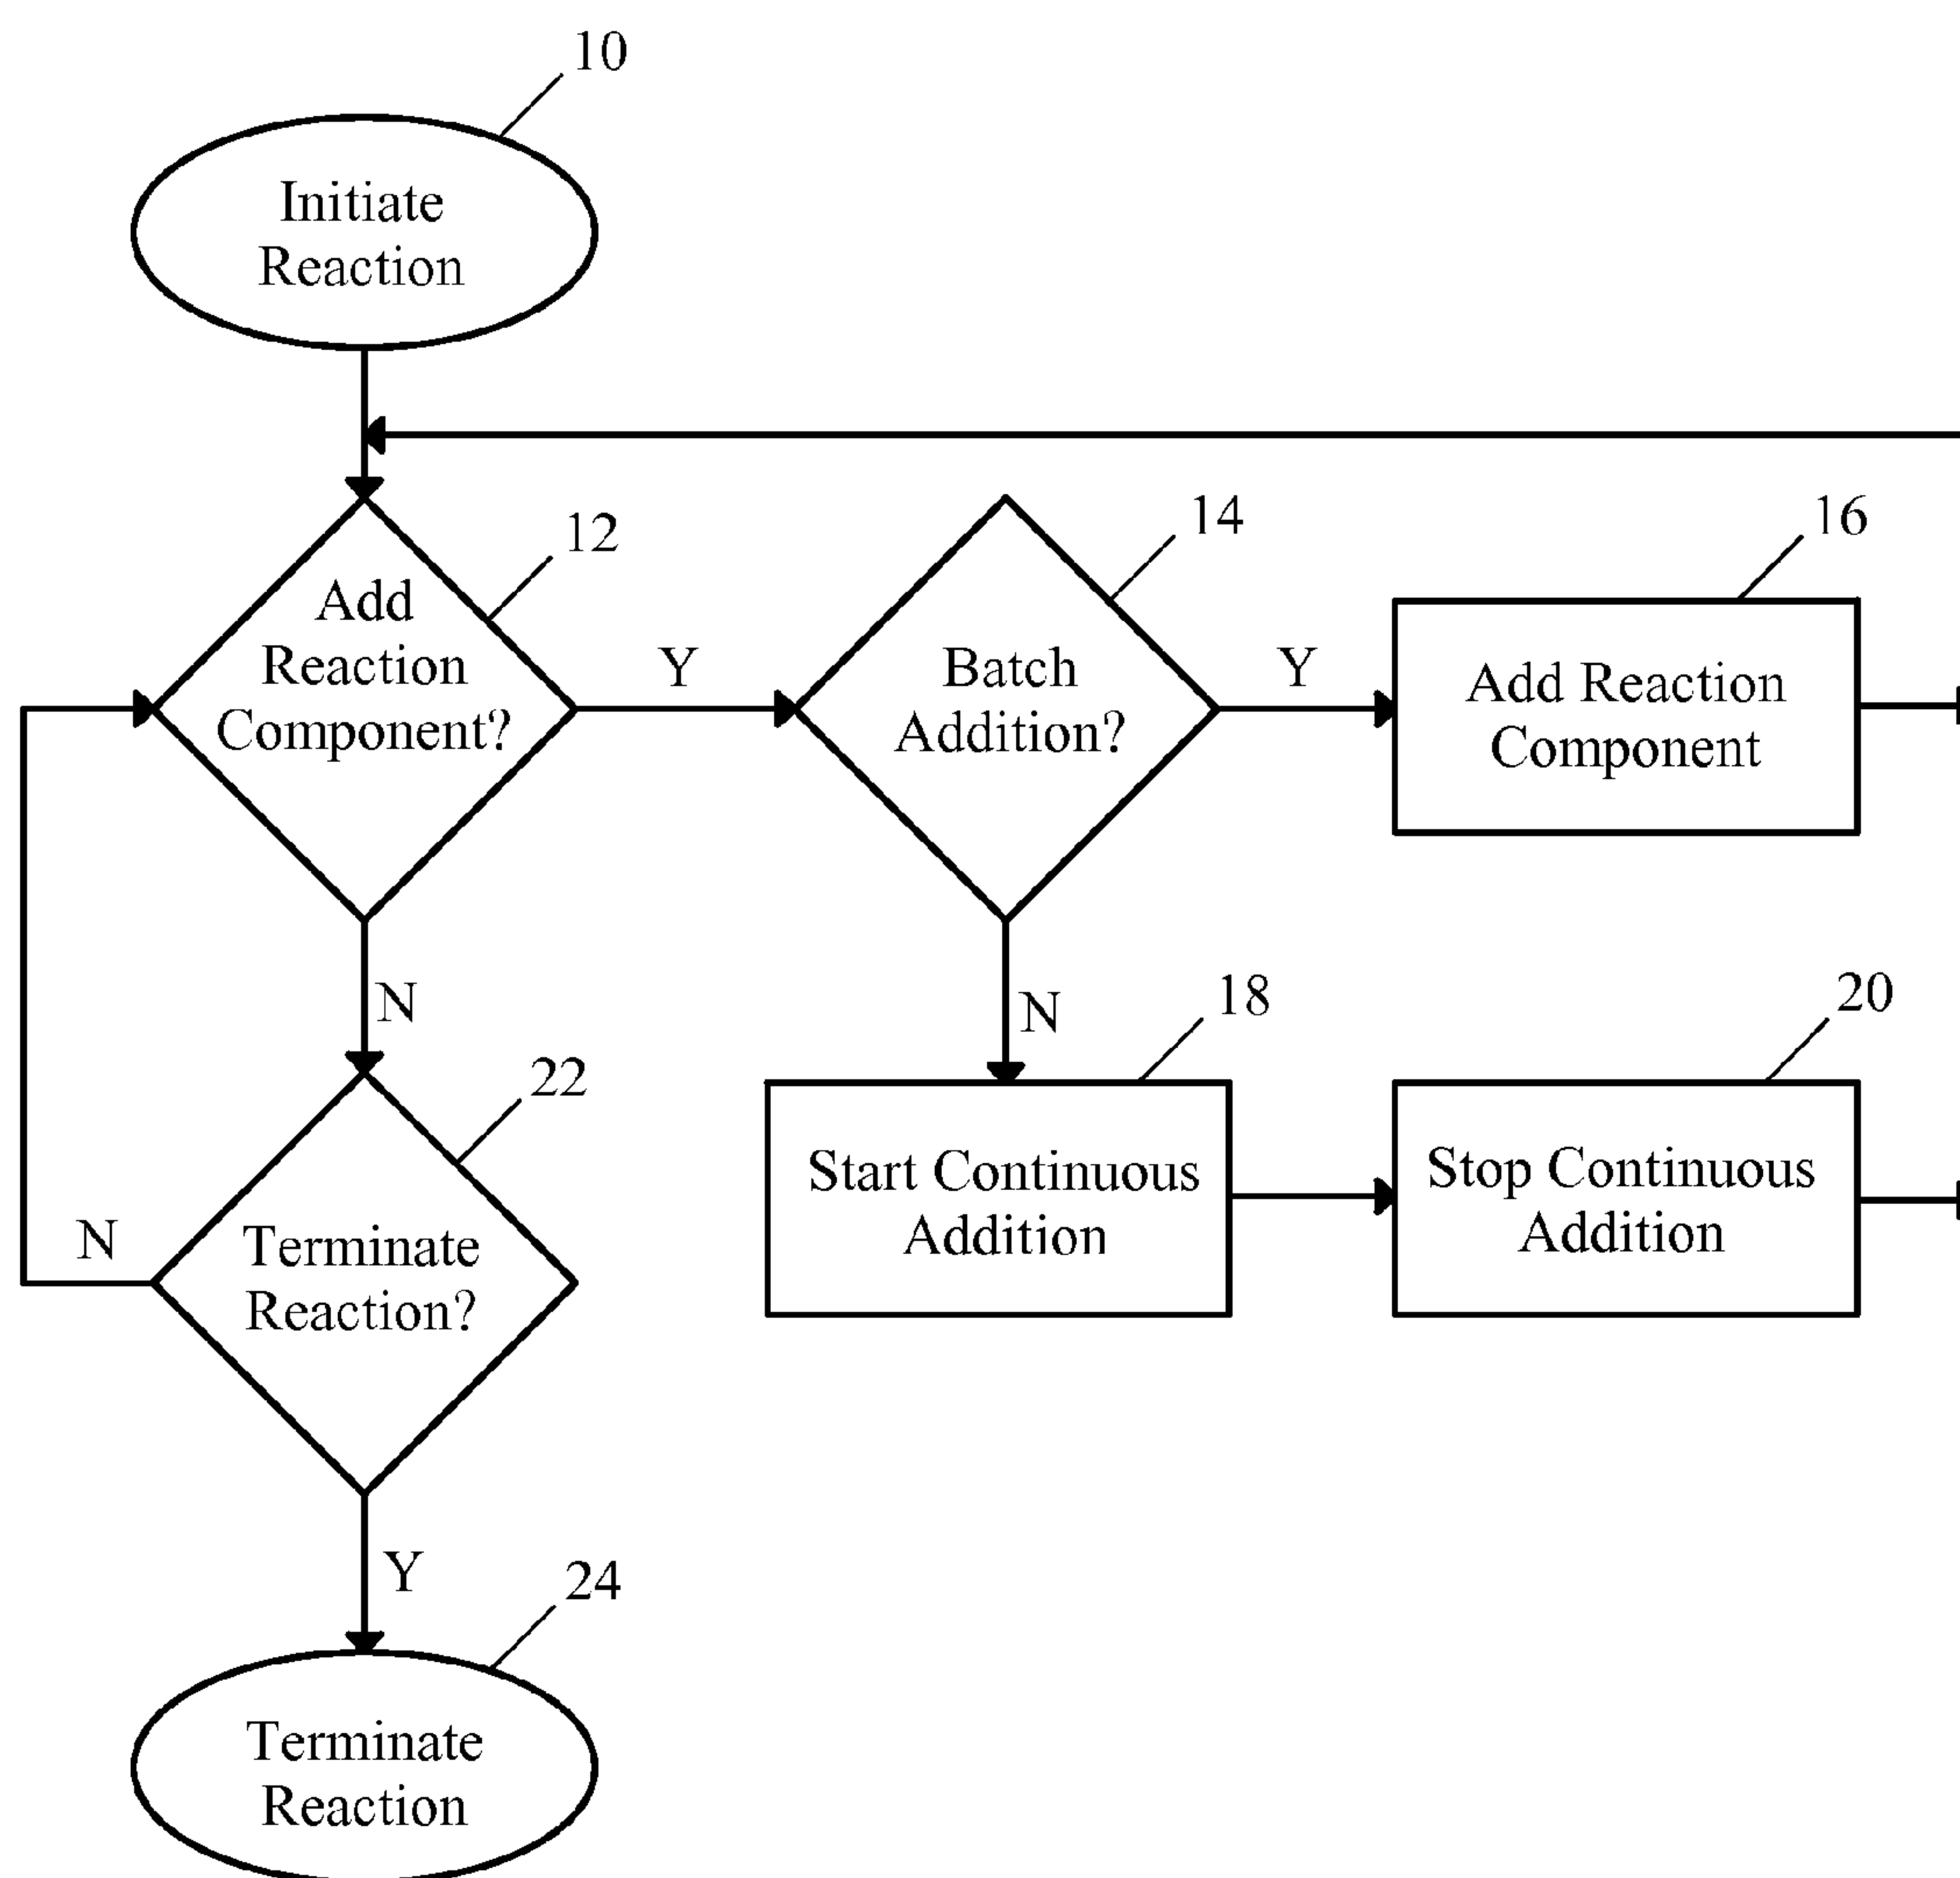 10
Initiate
Reaction
12
Add
Reaction
Component?
Y
14
Batch
Addition?
Y
16
Add Reaction
Component
N
N
18
Start Continuous
Addition
20
Stop Continuous
Addition
22
Terminate
Reaction?
N
Y
24
Terminate
Reaction